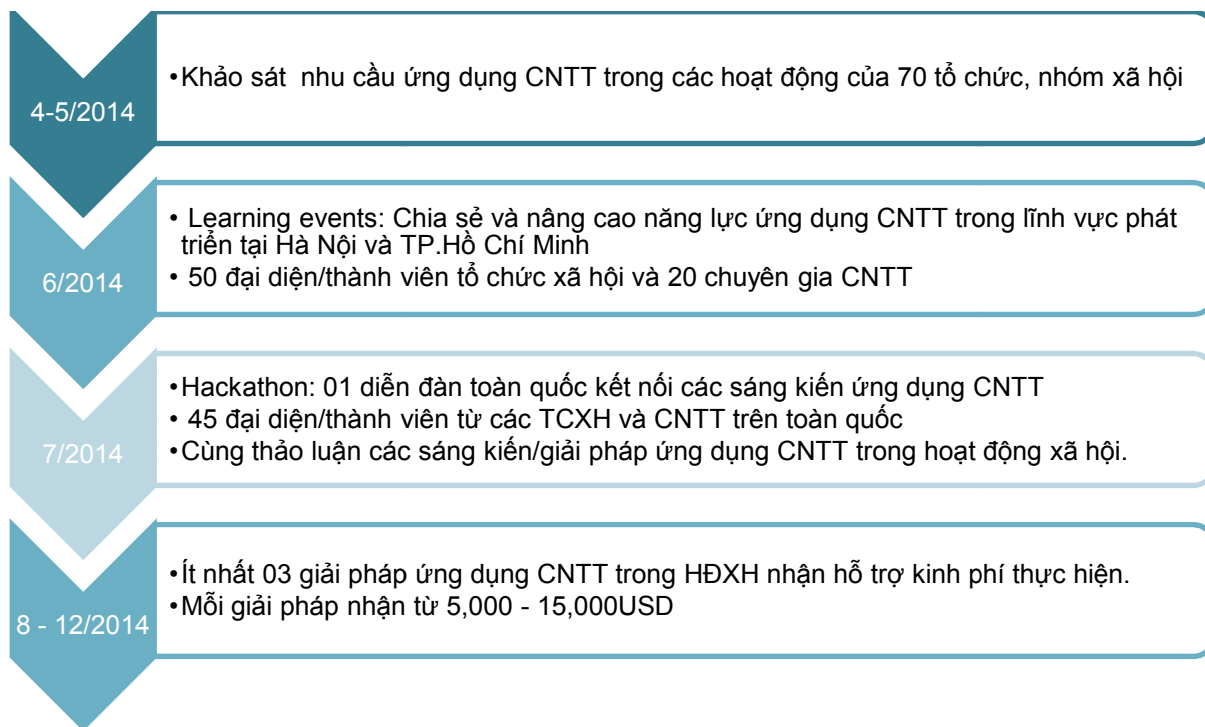 4-5/2014
•Khảo sát nhu cầu ứng dụng CNTT trong các hoạt động của 70 tổ chức, nhóm xã hội
6/2014
• Learning events: Chia sẻ và nâng cao năng lực ứng dụng CNTT trong lĩnh vực phát
triển tại Hà Nội và TP.Hồ Chí Minh
• 50 đại diện/thành viên tổ chức xã hội và 20 chuyên gia CNTT
7/2014
•Hackathon: 01 diễn đàn toàn quốc kết nối các sáng kiến ứng dụng CNTT
• 45 đại diện/thành viên từ các TCXH và CNTT trên toàn quốc
•Cùng thảo luận các sáng kiến/giải pháp ứng dụng CNTT trong hoạt động xã hội.
8 - 12/2014
•Ít nhất 03 giải pháp ứng dụng CNTT trong HĐXH nhận hỗ trợ kinh phí thực hiện.
•Mỗi giải pháp nhận từ 5,000 - 15,000USD